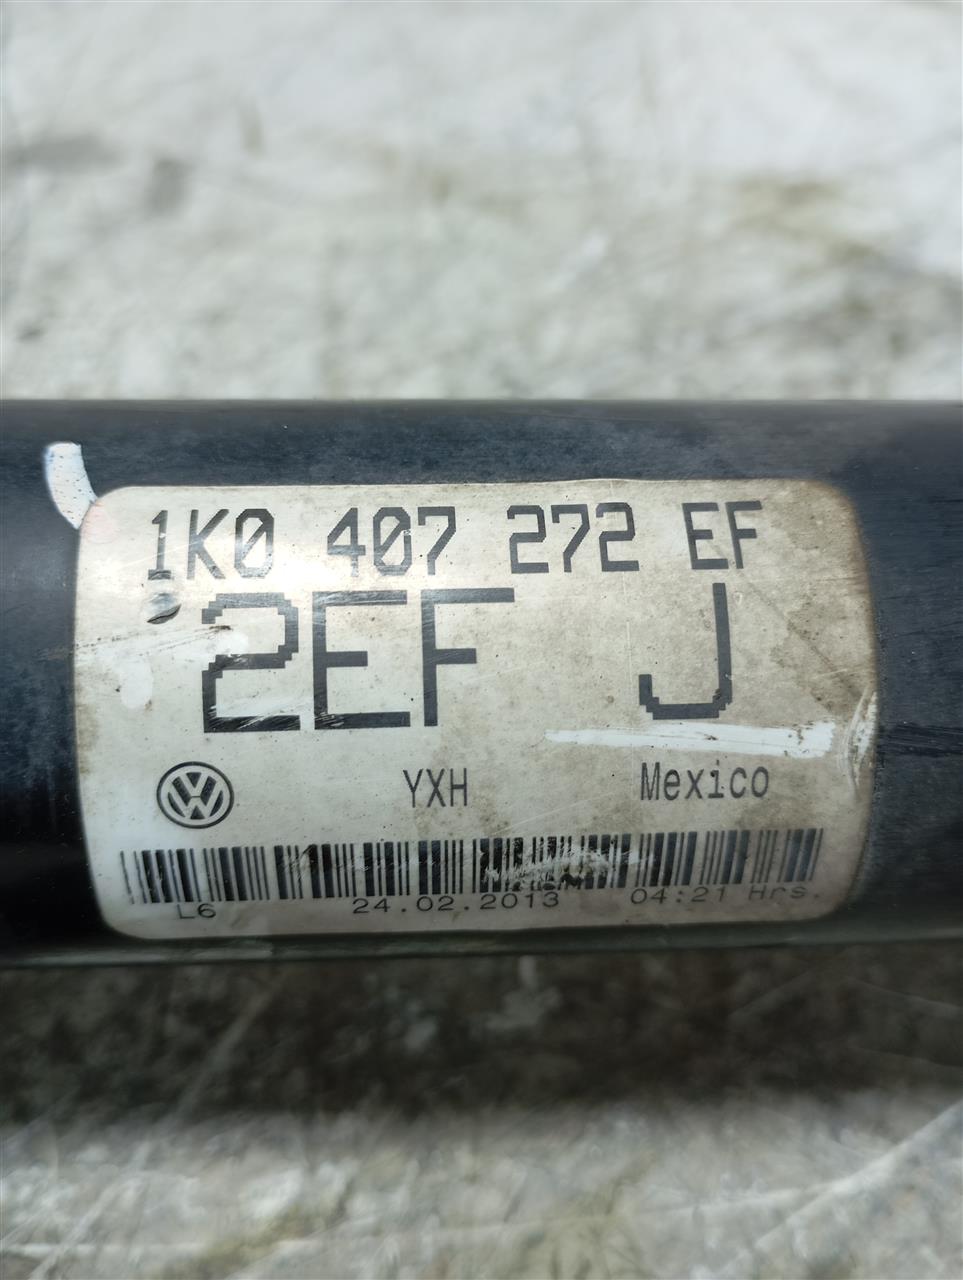 1K0 407 272 EF
2EF J
YXH Mexico
L6 24.02.2013 04:21 Hrs.